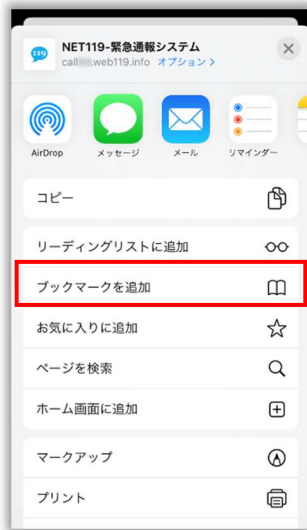 119
NET119-緊急通報システム
call .web119.info オプション >
AirDrop
メッセージ
メール
リマインダー
コピー
リーディングリストに追加
ブックマークを追加
お気に入りに追加
ページを検索
ホーム画面に追加
マークアップ
プリント